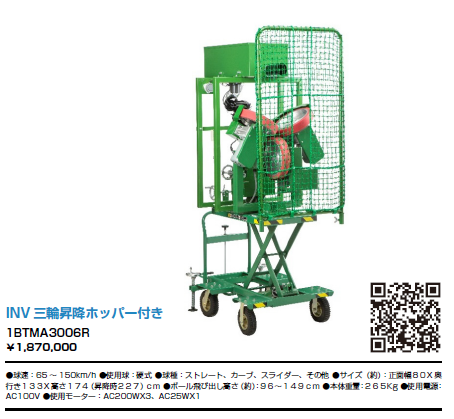 INV 三輪昇降ホッパー付き
1BTMA3006R
￥1,870,000
●球速：65～150km/h ●使用球：硬式 ●球種：ストレート、カーブ、スライダー、その他 ●サイズ（約）：正面幅８０Ｘ奥
行き１３３Ｘ高さ１７４（昇降時２２７）ｃｍ ●ボール飛び出し高さ（約）：９６～１４９ｃｍ ●本体重量：２６５Ｋｇ ●使用電源：
AC100V ●使用モーター：AC200WX3、AC25WX1